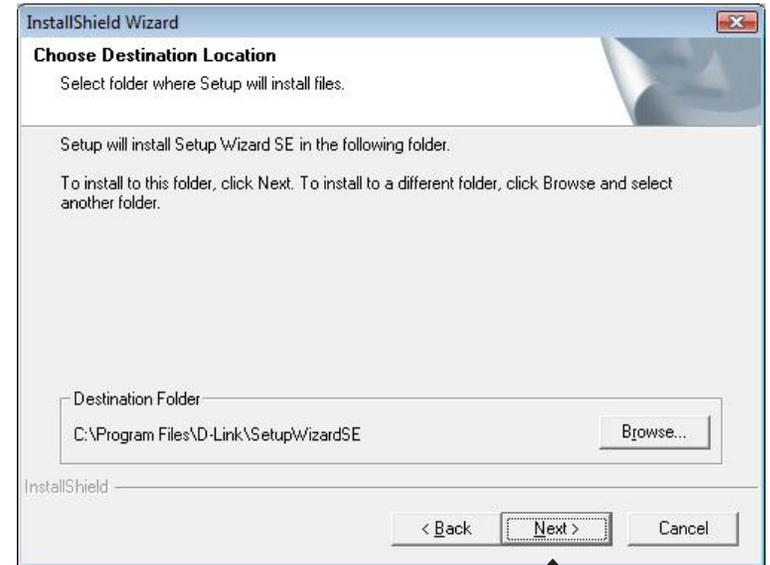 InstallShield Wizard
Choose Destination Location
Select folder where Setup will install files.
Setup will install Setup Wizard SE in the following folder.
To install to this folder, click Next. To install to a different folder, click Browse and select
another folder.
Destination Folder
C:\Program Files\D-Link\SetupWizardSE
Browse...
InstallShield
< Back
Next >
Cancel